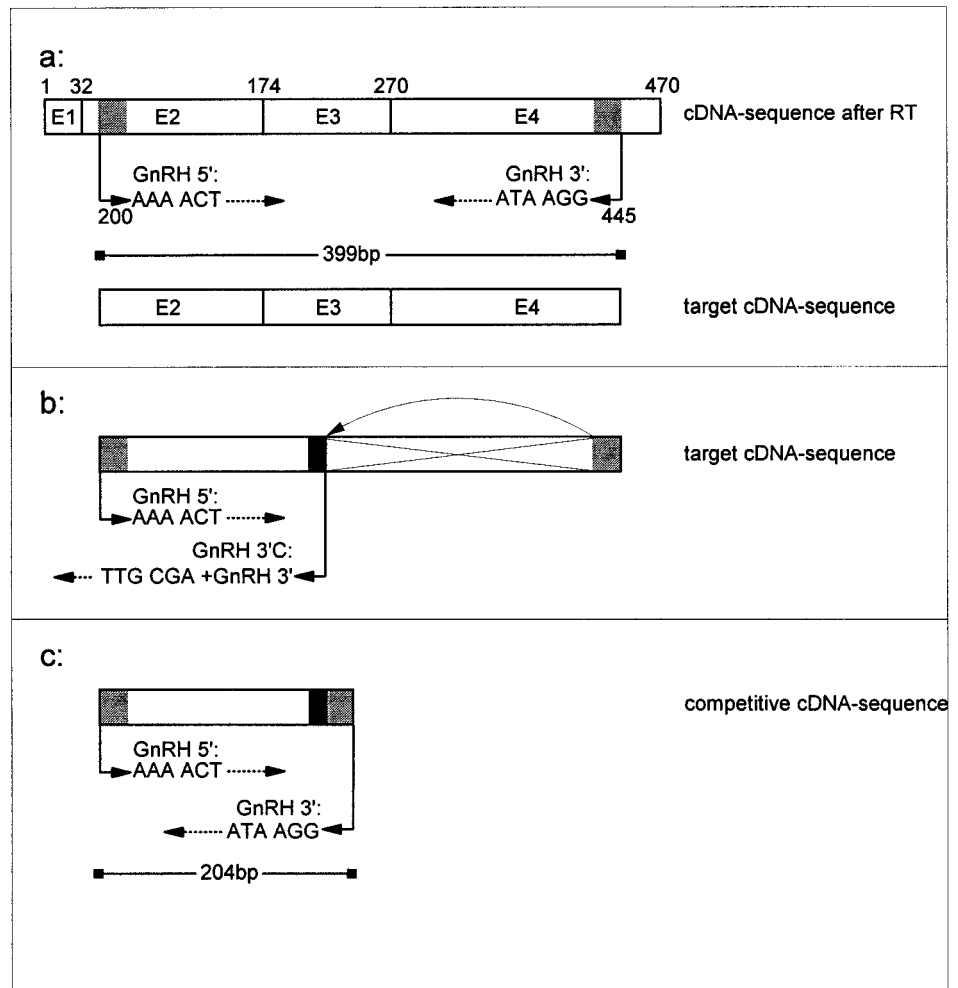 a:
1 32 174 270 470
E1 E2 E3 E4 cDNA-sequence after RT
GnRH 5': GnRH 3':
AAA ACT ATA AGG
200 445
399bp
E2 E3 E4 target cDNA-sequence
b:
target cDNA-sequence
GnRH 5':
AAA ACT
GnRH 3'C:
TTG CGA +GnRH 3'
c:
competitive cDNA-sequence
GnRH 5':
AAA ACT
GnRH 3':
ATA AGG
204bp